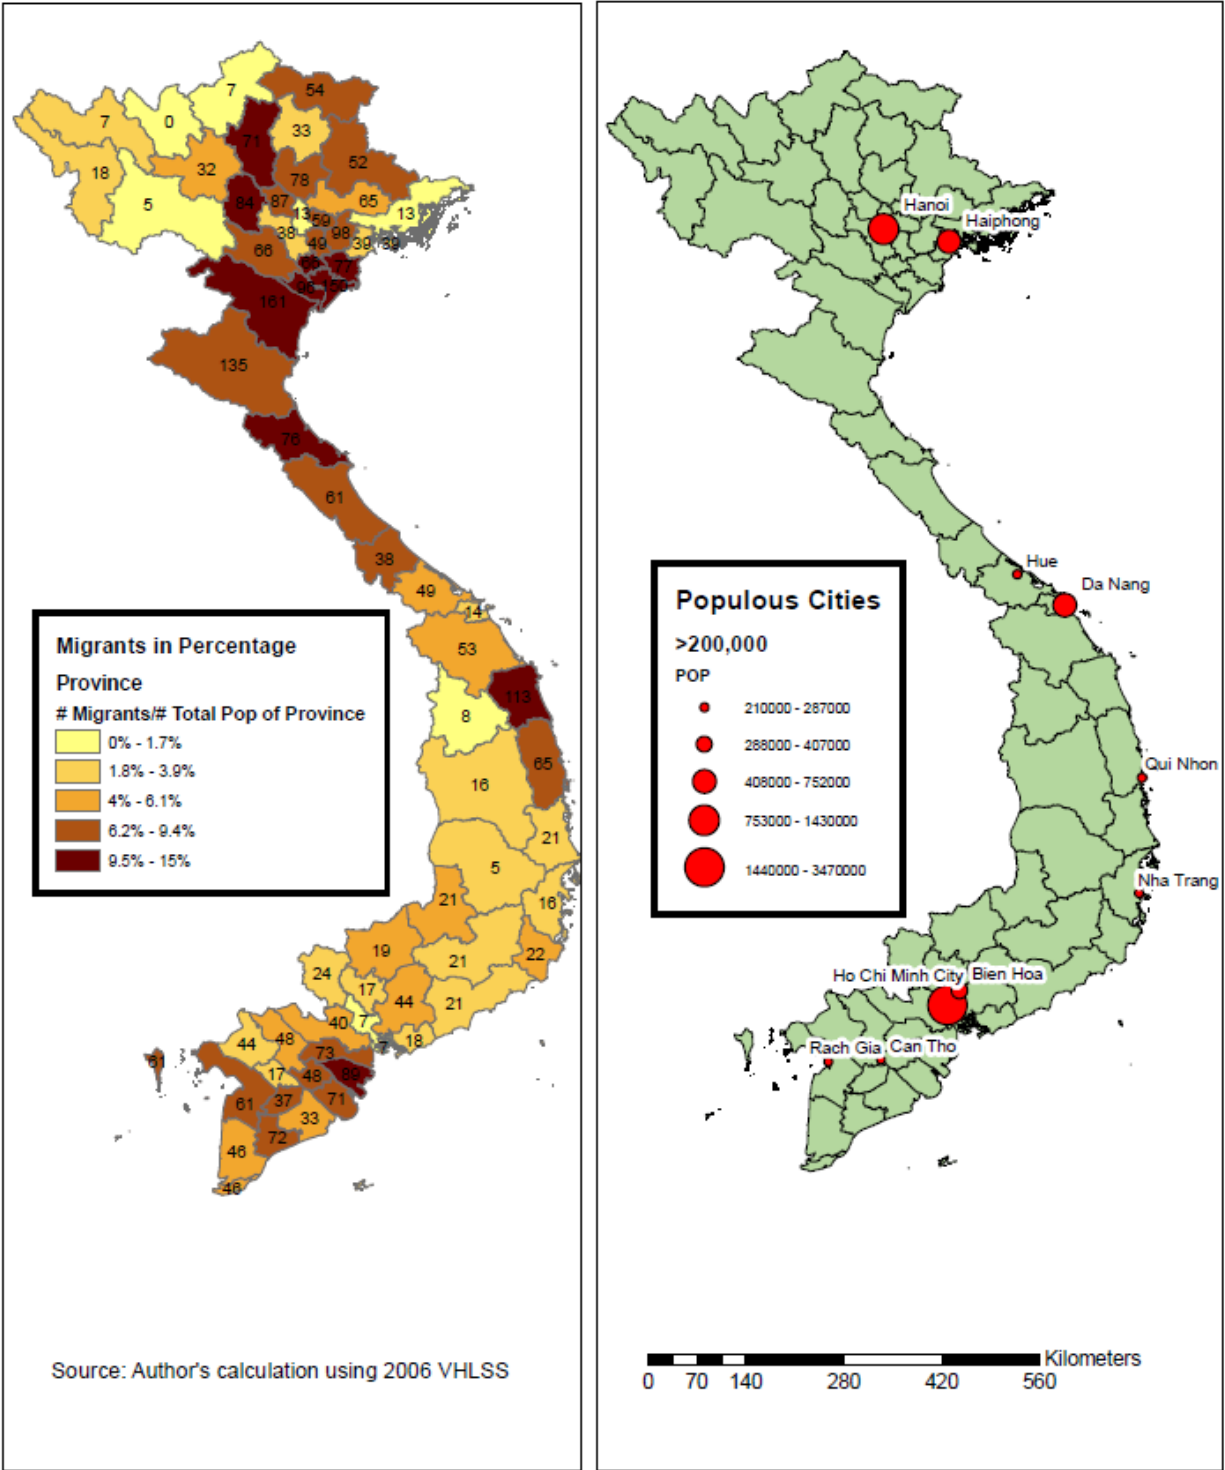 7
54
7
0
71
33
32
52
18
78
5
84
87
65
13
13
59
38
98
49
39
39
66
77
96
161
135
76
61
38
49
14
53
113
8
65
16
21
5
21
16
19
22
24
21
17
44
21
40
7
48
18
44
7
73
61
17
48
89
61
37
71
33
72
46
46
Migrants in Percentage
Province
# Migrants/# Total Pop of Province
0% - 1.7%
1.8% - 3.9%
4% - 6.1%
6.2% - 9.4%
9.5% - 15%
Source: Author's calculation using 2006 VHLSS
Hanoi
Haiphong
Hue
Da Nang
Qui Nhon
Nha Trang
Ho Chi Minh City
Bien Hoa
Rach Gia
Can Tho
Populous Cities
>200,000
POP
210000 - 287000
288000 - 407000
408000 - 752000
753000 - 1430000
1440000 - 3470000
Kilometers
0 70 140 280 420 560